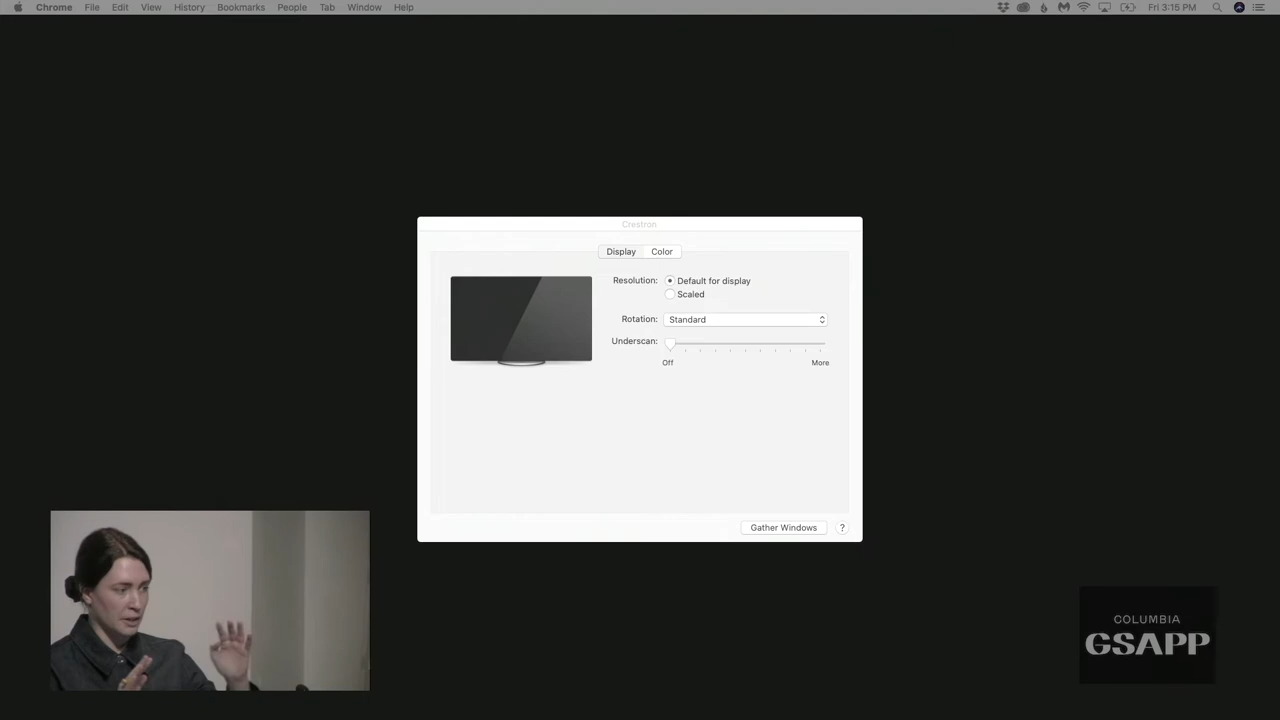 Chrome File Edit View History Bookmarks People Tab Window Help Fri 3:15 PM
Crestron
Display Color
Resolution: Default for display
Scaled
Rotation: Standard
Underscan:
Off More
Gather Windows ?
COLUMBIA
GSAPP